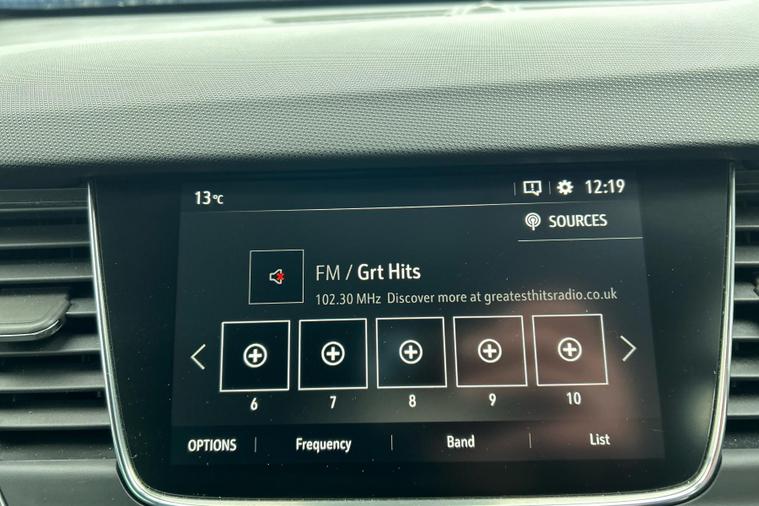 13°C
12:19
SOURCES
FM / Grt Hits
102.30 MHz Discover more at greatesthitsradio.co.uk
6 7 8 9 10
OPTIONS Frequency Band List